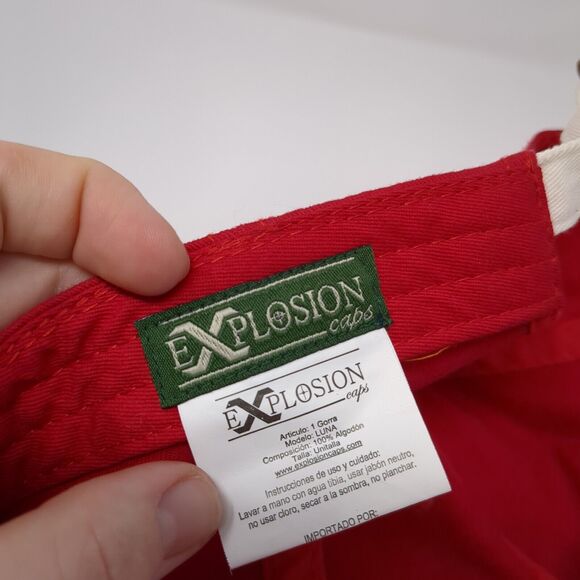 EXPLOSION
caps
EXPLOSION
caps
Artículo: 1 Gorra
Modelo: LUNA
Composición: 100% Algodón
Talla: Unitalla
www.explosioncaps.com
Instrucciones de uso y cuidado:
Lavar a mano con agua tibia, usar jabón neutro,
no usar cloro, secar a la sombra, no planchar.
IMPORTADO POR: